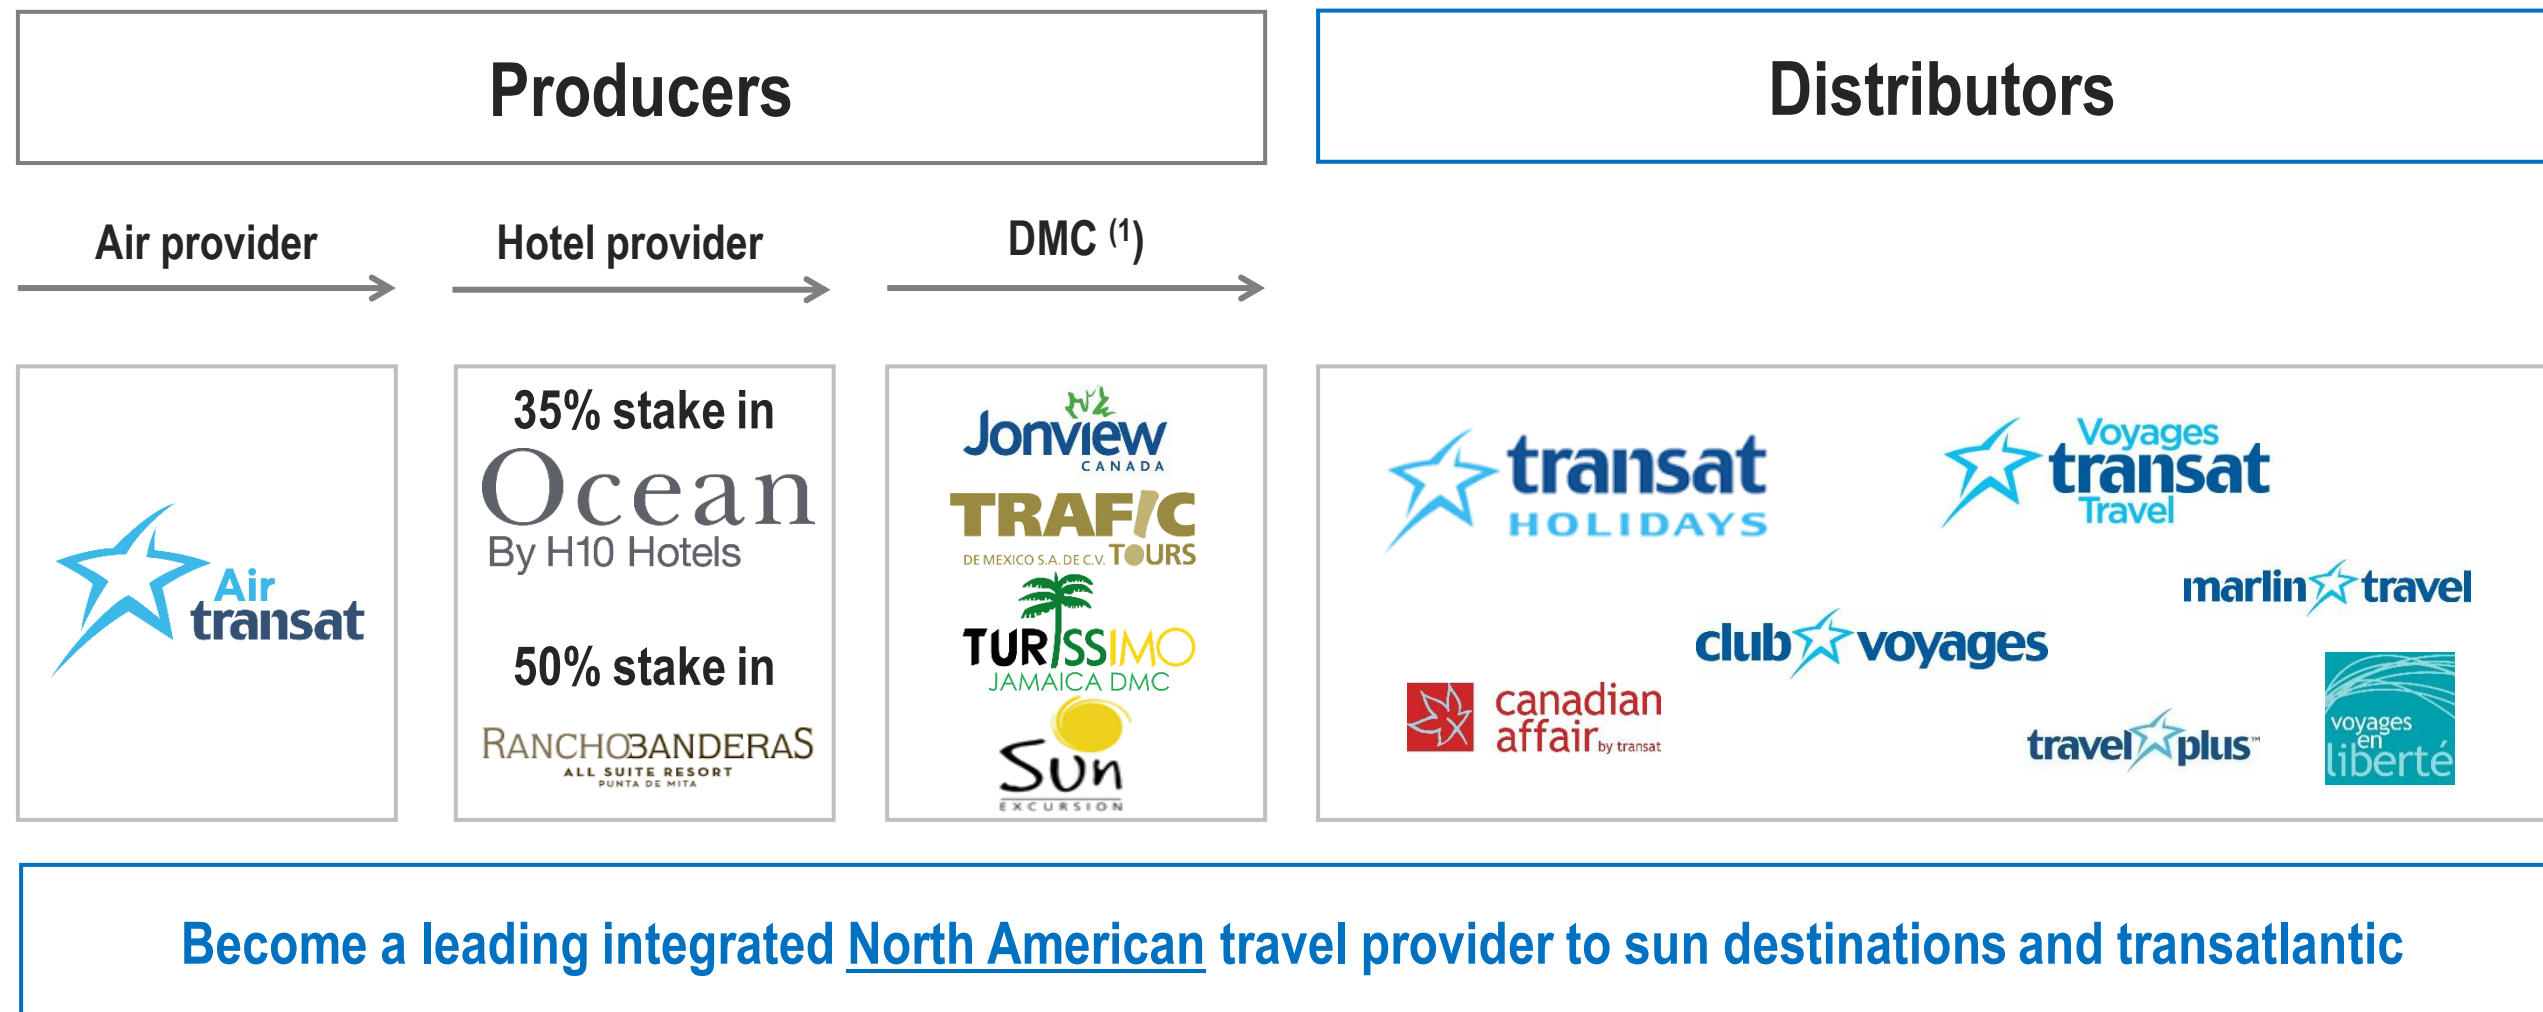 Producers
Distributors
Air provider
Hotel provider
DMC (1)
Air
transat
35% stake in
Ocean
By H10 Hotels
50% stake in
RANCHOBANDERAS
ALL SUITE RESORT
PUNTA DE MITA
Jonview
CANADA
TRAFIC
DE MEXICO S.A. DE C.V. TOURS
TURISSIMO
JAMAICA DMC
Sun
EXCURSION
transat
HOLIDAYS
Voyages
transat
Travel
marlin travel
club voyages
canadian
affair by transat
travel plus™
voyages
en
liberté
Become a leading integrated North American travel provider to sun destinations and transatlantic